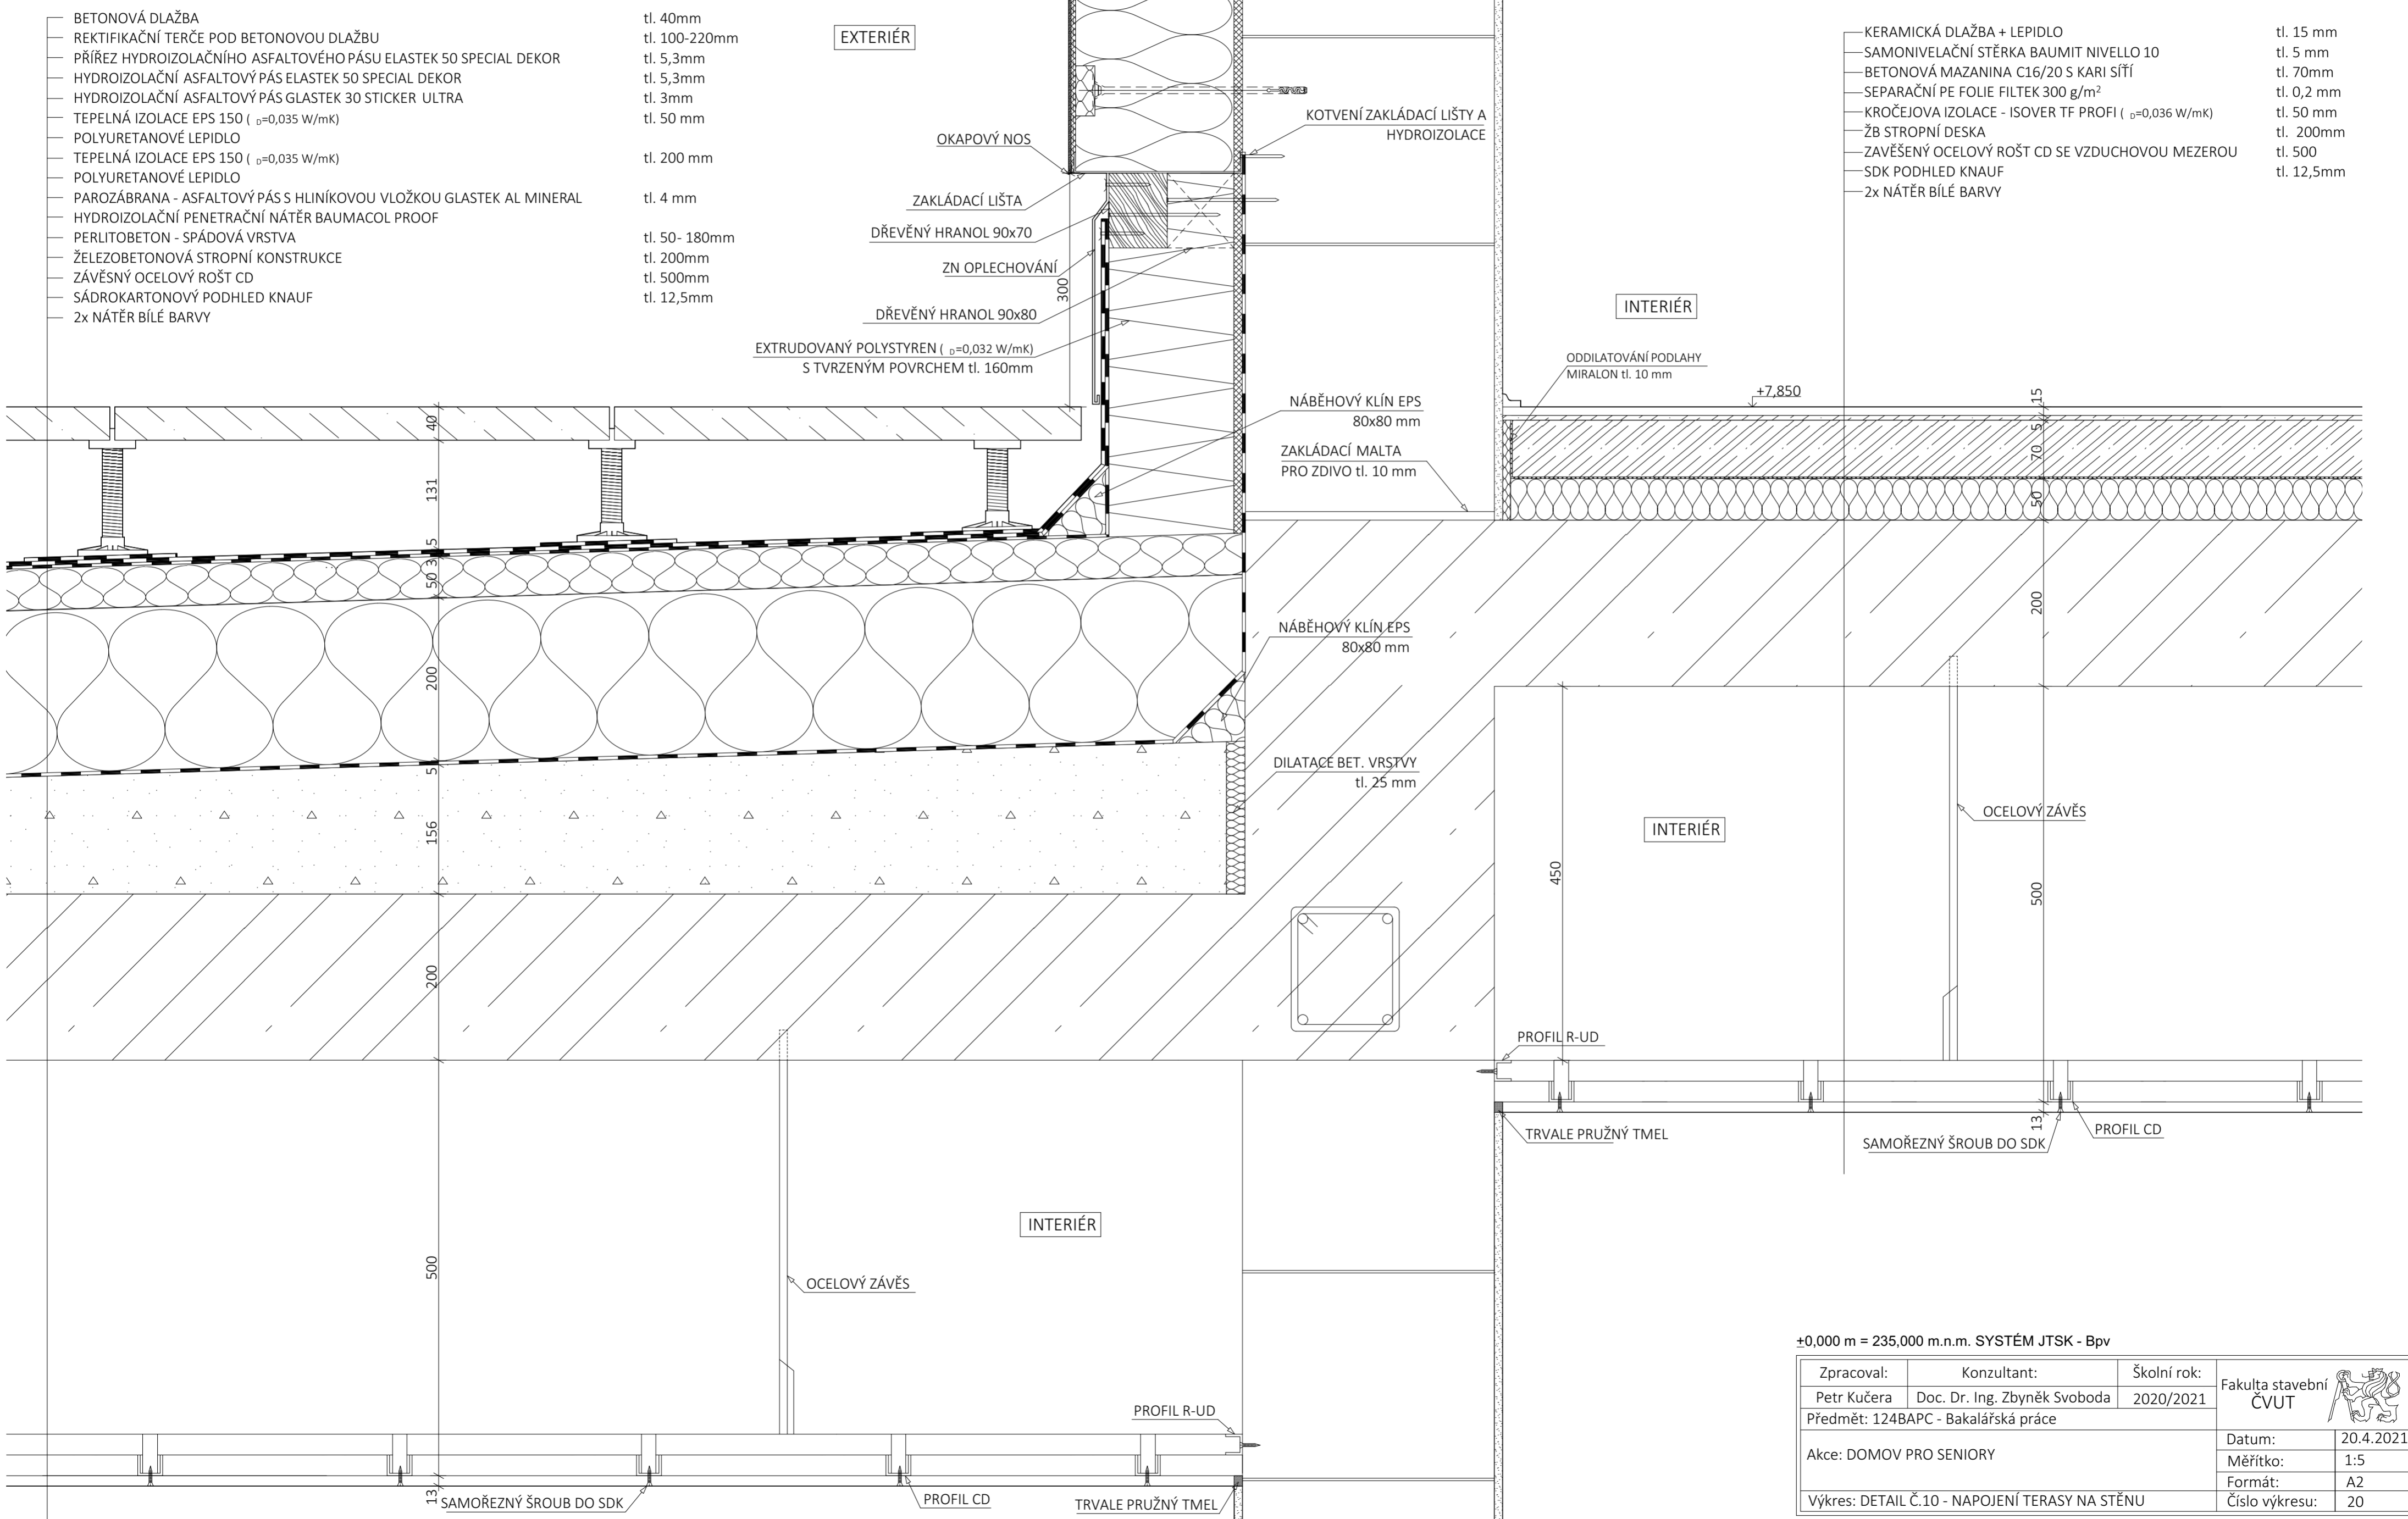 BETONOVÁ DLAŽBA tl. 40mm
REKTIFIKAČNÍ TERČE POD BETONOVOU DLAŽBU tl. 100-220mm
PŘÍŘEZ HYDROIZOLAČNÍHO ASFALTOVÉHO PÁSU ELASTEK 50 SPECIAL DEKOR tl. 5,3mm
HYDROIZOLAČNÍ ASFALTOVÝ PÁS ELASTEK 50 SPECIAL DEKOR tl. 5,3mm
HYDROIZOLAČNÍ ASFALTOVÝ PÁS GLASTEK 30 STICKER ULTRA tl. 3mm
TEPELNÁ IZOLACE EPS 150 ( D=0,035 W/mK) tl. 50 mm
POLYURETANOVÉ LEPIDLO
TEPELNÁ IZOLACE EPS 150 ( D=0,035 W/mK) tl. 200 mm
POLYURETANOVÉ LEPIDLO
PAROZÁBRANA - ASFALTOVÝ PÁS S HLINÍKOVOU VLOŽKOU GLASTEK AL MINERAL tl. 4 mm
HYDROIZOLAČNÍ PENETRAČNÍ NÁTĚR BAUMACOL PROOF
PERLITOBETON - SPÁDOVÁ VRSTVA tl. 50- 180mm
ŽELEZOBETONOVÁ STROPNÍ KONSTRUKCE tl. 200mm
ZÁVĚSNÝ OCELOVÝ ROŠT CD tl. 500mm
SÁDROKARTONOVÝ PODHLED KNAUF tl. 12,5mm
2x NÁTĚR BÍLÉ BARVY
EXTERIÉR
OKAPOVÝ NOS
ZAKLÁDACÍ LIŠTA
DŘEVĚNÝ HRANOL 90x70
ZN OPLECHOVÁNÍ
300
DŘEVĚNÝ HRANOL 90x80
EXTRUDOVANÝ POLYSTYREN ( D=0,032 W/mK)
S TVRZENÝM POVRCHEM tl. 160mm
KOTVENÍ ZAKLÁDACÍ LIŠTY A
HYDROIZOLACE
NÁBĚHOVÝ KLÍN EPS
80x80 mm
ZAKLÁDACÍ MALTA
PRO ZDIVO tl. 10 mm
KERAMICKÁ DLAŽBA + LEPIDLO tl. 15 mm
SAMONIVELAČNÍ STĚRKA BAUMIT NIVELLO 10 tl. 5 mm
BETONOVÁ MAZANINA C16/20 S KARI SÍTÍ tl. 70mm
SEPARAČNÍ PE FOLIE FILTEK 300 g/m² tl. 0,2 mm
KROČEJOVA IZOLACE - ISOVER TF PROFI ( D=0,036 W/mK) tl. 50 mm
ŽB STROPNÍ DESKA tl. 200mm
ZAVĚŠENÝ OCELOVÝ ROŠT CD SE VZDUCHOVOU MEZEROU tl. 500
SDK PODHLED KNAUF tl. 12,5mm
2x NÁTĚR BÍLÉ BARVY
INTERIÉR
ODDILATOVÁNÍ PODLAHY
MIRALON tl. 10 mm
+7,850
15
5
70
50
200
500
13
40
131
50
200
5
156
200
500
13
NÁBĚHOVÝ KLÍN EPS
80x80 mm
DILATACE BET. VRSTVY
tl. 25 mm
INTERIÉR
450
OCELOVÝ ZÁVĚS
PROFIL R-UD
TRVALE PRUŽNÝ TMEL
SAMOŘEZNÝ ŠROUB DO SDK
PROFIL CD
INTERIÉR
OCELOVÝ ZÁVĚS
PROFIL R-UD
SAMOŘEZNÝ ŠROUB DO SDK
PROFIL CD
TRVALE PRUŽNÝ TMEL
±0,000 m = 235,000 m.n.m. SYSTÉM JTSK - Bpv
Zpracoval: Konzultant: Školní rok:
Petr Kučera Doc. Dr. Ing. Zbyněk Svoboda 2020/2021
Fakulta stavební
ČVUT
Předmět: 124BAPC - Bakalářská práce
Akce: DOMOV PRO SENIORY
Datum: 20.4.2021
Měřítko: 1:5
Formát: A2
Výkres: DETAIL Č.10 - NAPOJENÍ TERASY NA STĚNU
Číslo výkresu: 20